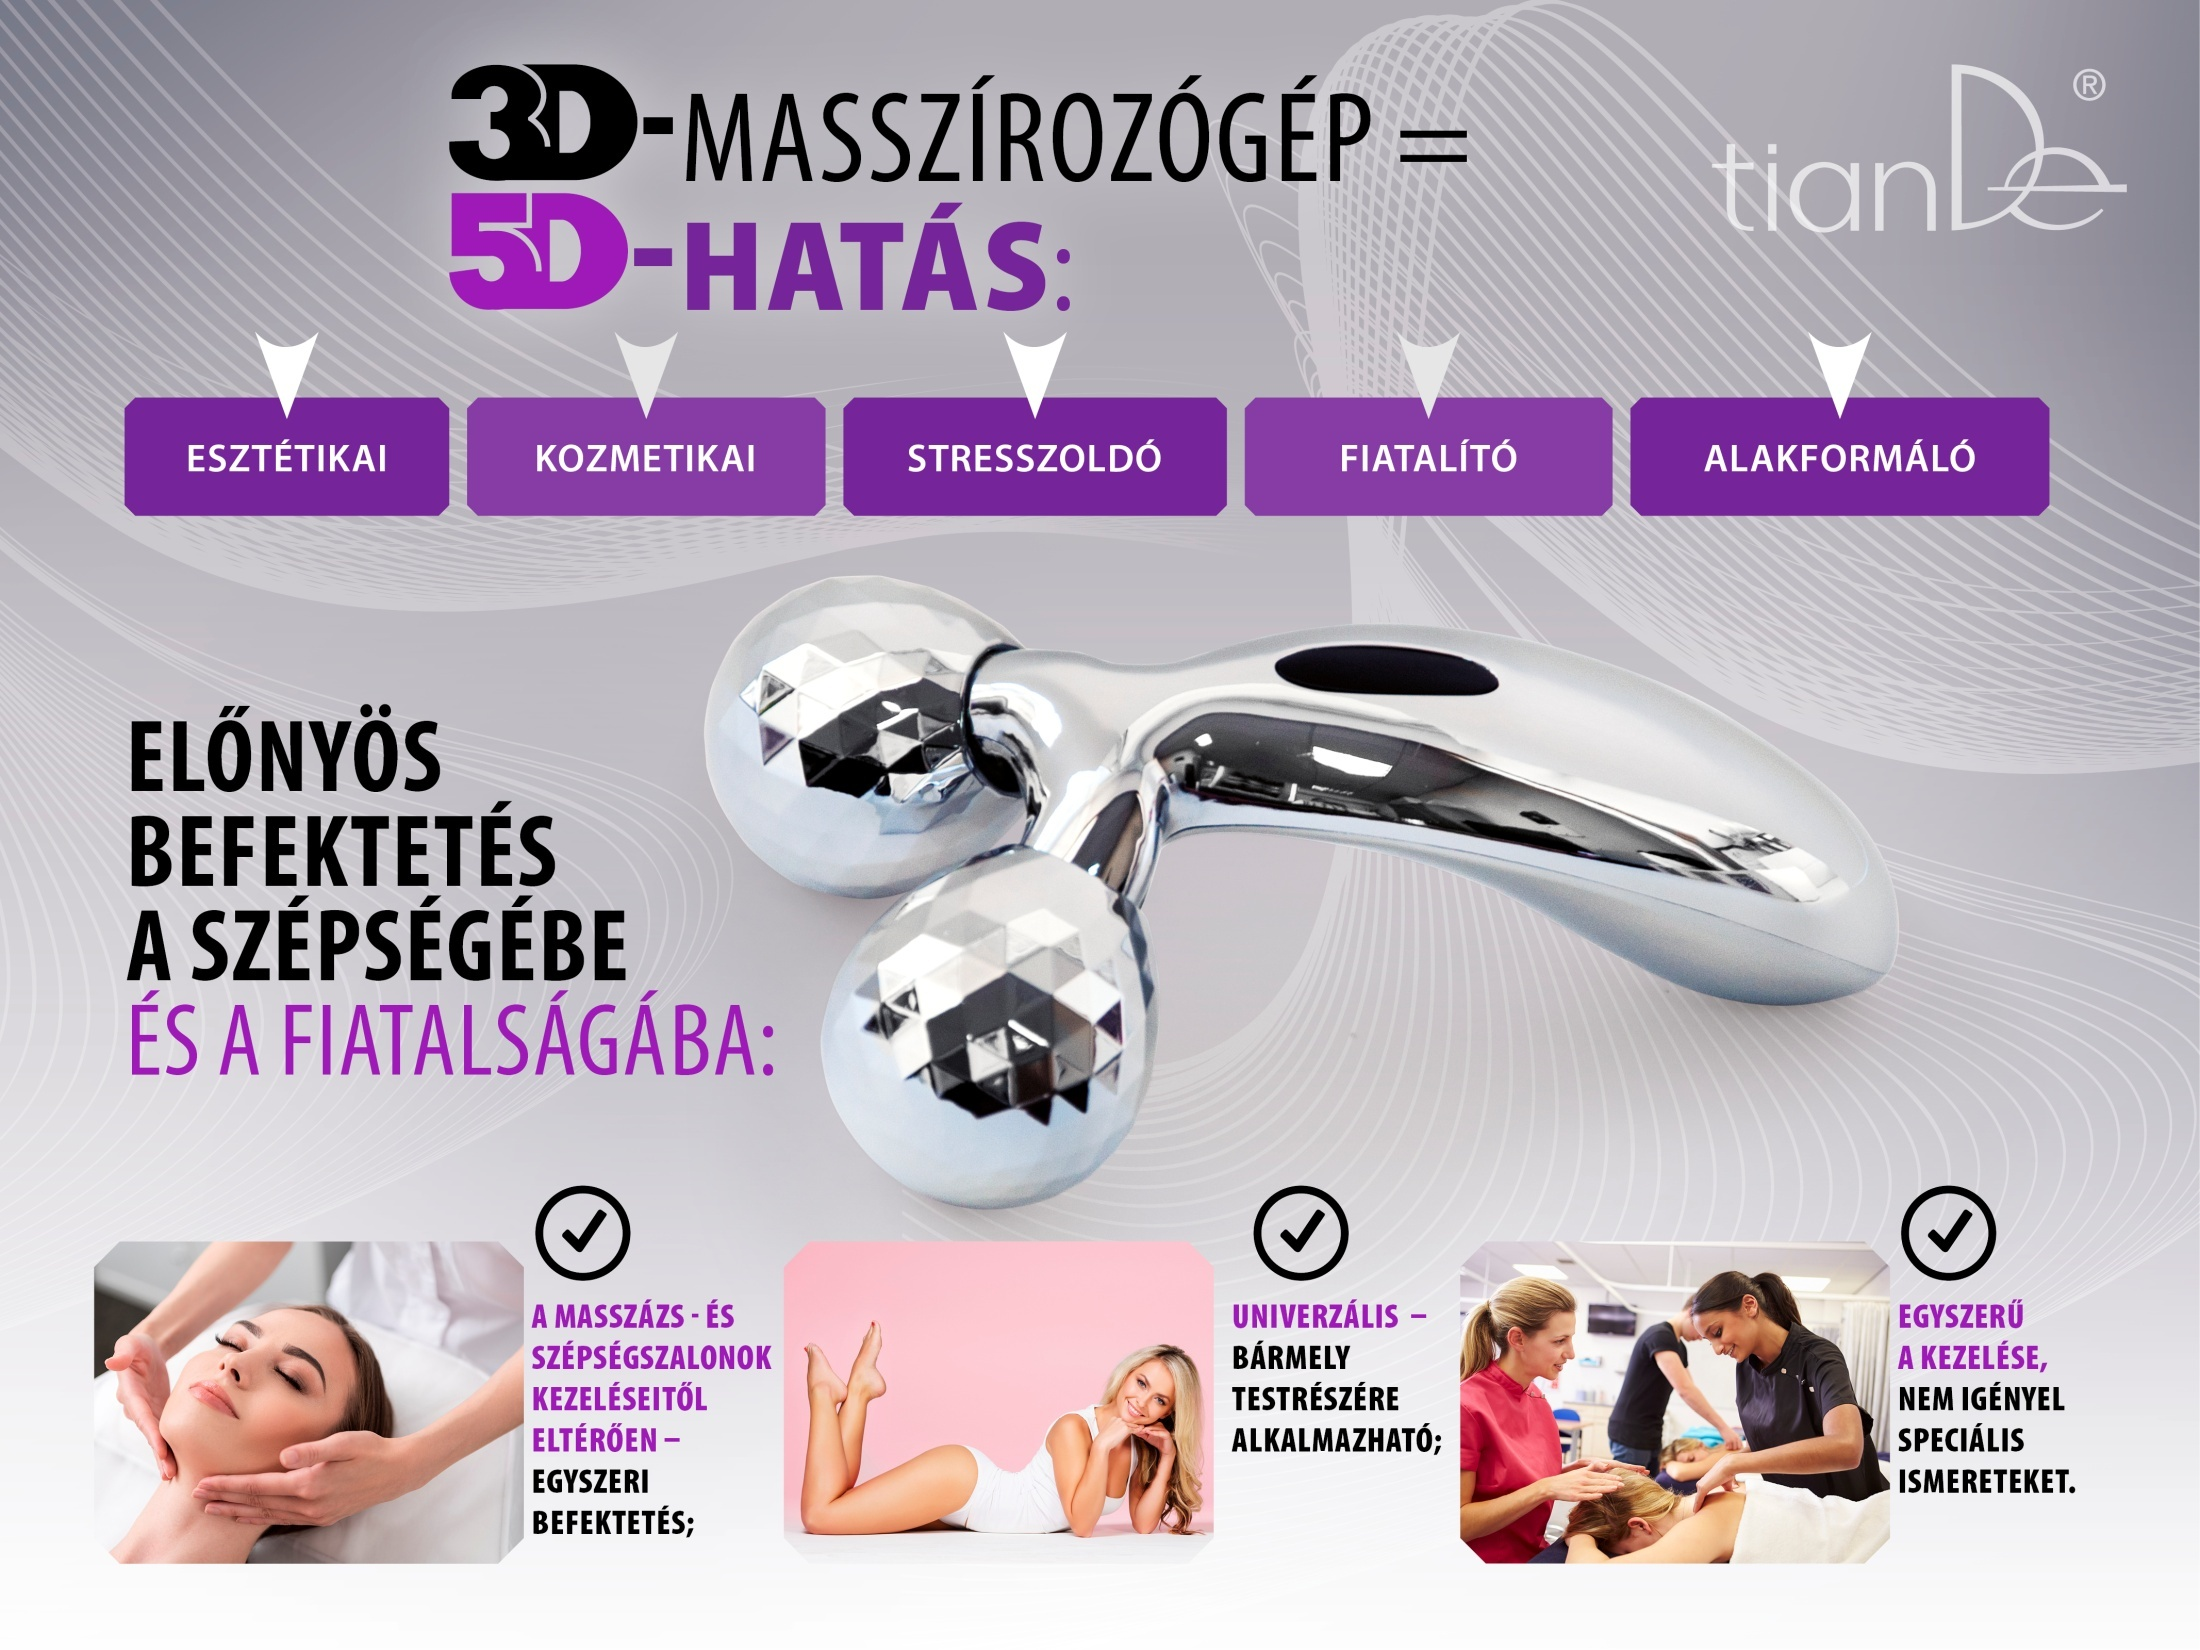 3D-MASSZÍROZÓGÉP =
5D-HATÁS:
tianDe®
ESZTÉTIKAI
KOZMETIKAI
STRESSZOLDÓ
FIATALÍTÓ
ALAKFORMÁLÓ
ELŐNYÖS
BEFEKTETÉS
A SZÉPSÉGÉBE
ÉS A FIATALSÁGÁBA:
A MASSZÁZS - ÉS
SZÉPSÉGSZALONOK
KEZELÉSEITŐL
ELTÉRŐEN –
EGYSZERI
BEFEKTETÉS;
UNIVERZÁLIS –
BÁRMELY
TESTRÉSZÉRE
ALKALMAZHATÓ;
EGYSZERŰ
A KEZELÉSE,
NEM IGÉNYEL
SPECIÁLIS
ISMERETEKET.